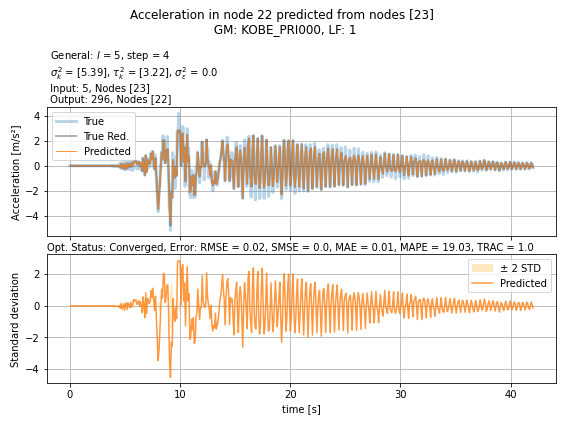 Acceleration in node 22 predicted from nodes [23]
GM: KOBE_PRI000, LF: 1
General: l = 5, step = 4
σ²ₖ = [5.39], τ²ₖ = [3.22], σ²ε = 0.0
Input: 5, Nodes [23]
Output: 296, Nodes [22]
Acceleration [m/s²]
4
2
0
−2
−4
True
True Red.
Predicted
Opt. Status: Converged, Error: RMSE = 0.02, SMSE = 0.0, MAE = 0.01, MAPE = 19.03, TRAC = 1.0
Standard deviation
2
0
−2
−4
± 2 STD
Predicted
0 10 20 30 40
time [s]